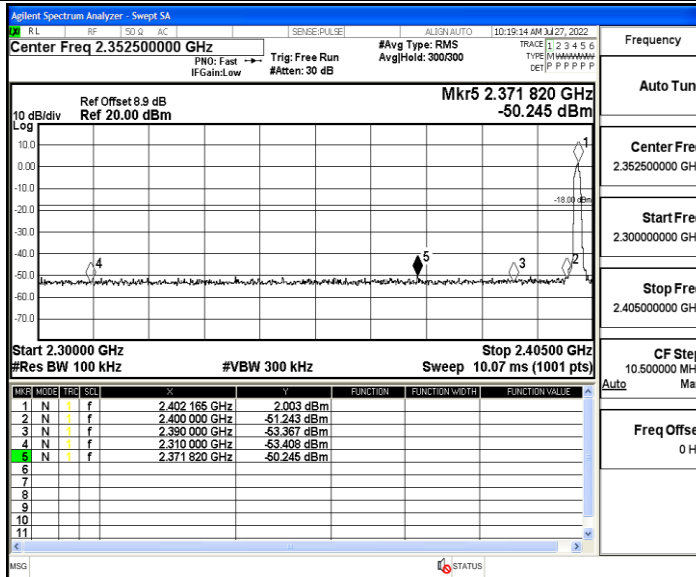 Agilent Spectrum Analyzer - Swept SA
RL RF 50 Ω AC SENSE:PULSE ALIGN AUTO 10:19:14 AM Jul 27, 2022
Center Freq 2.352500000 GHz
PNO: Fast
IFGain:Low
Trig: Free Run
#Atten: 30 dB
#Avg Type: RMS
Avg|Hold: 300/300
TRACE 1 2 3 4 5 6
TYPE M WWWWW
DET P P P P P P
Ref Offset 8.9 dB
10 dB/div Ref 20.00 dBm
Log
Mkr5 2.371 820 GHz
-50.245 dBm
10.0
0.00
-10.0
-20.0
-30.0
-40.0
-50.0
-60.0
-70.0
-18.00 dBm
1
2
3
4
5
Start 2.30000 GHz Stop 2.40500 GHz
#Res BW 100 kHz #VBW 300 kHz Sweep 10.07 ms (1001 pts)
MKR MODE TRC SCL X Y FUNCTION FUNCTION WIDTH FUNCTION VALUE
1 N 1 f 2.402 165 GHz 2.003 dBm
2 N 1 f 2.400 000 GHz -51.243 dBm
3 N 1 f 2.390 000 GHz -53.367 dBm
4 N 1 f 2.310 000 GHz -53.408 dBm
5 N 1 f 2.371 820 GHz -50.245 dBm
6
7
8
9
10
11
MSG STATUS
Frequency
Auto Tun
Center Fre
2.352500000 GH
Start Fre
2.300000000 GH
Stop Fre
2.405000000 GH
CF Step
10.500000 MH
Auto Ma
Freq Offse
0 H